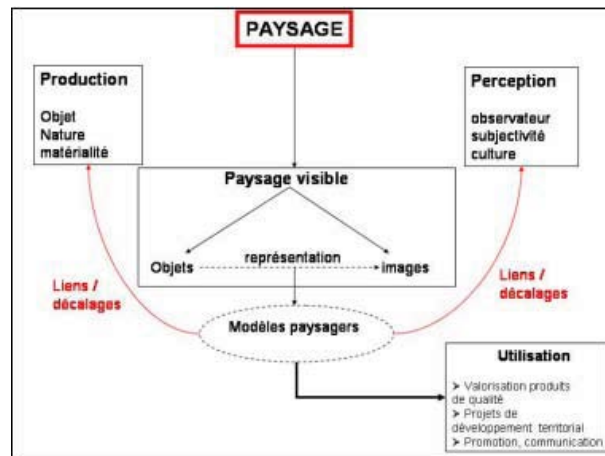 PAYSAGE
Production
Objet
Nature
matérialité
Perception
observateur
subjectivité
culture
Paysage visible
représentation
Objets
images
Liens /
décalages
Liens /
décalages
Modèles paysagers
Utilisation
➢ Valorisation produits
de qualité
➢ Projets de
développement territorial
➢ Promotion, communication